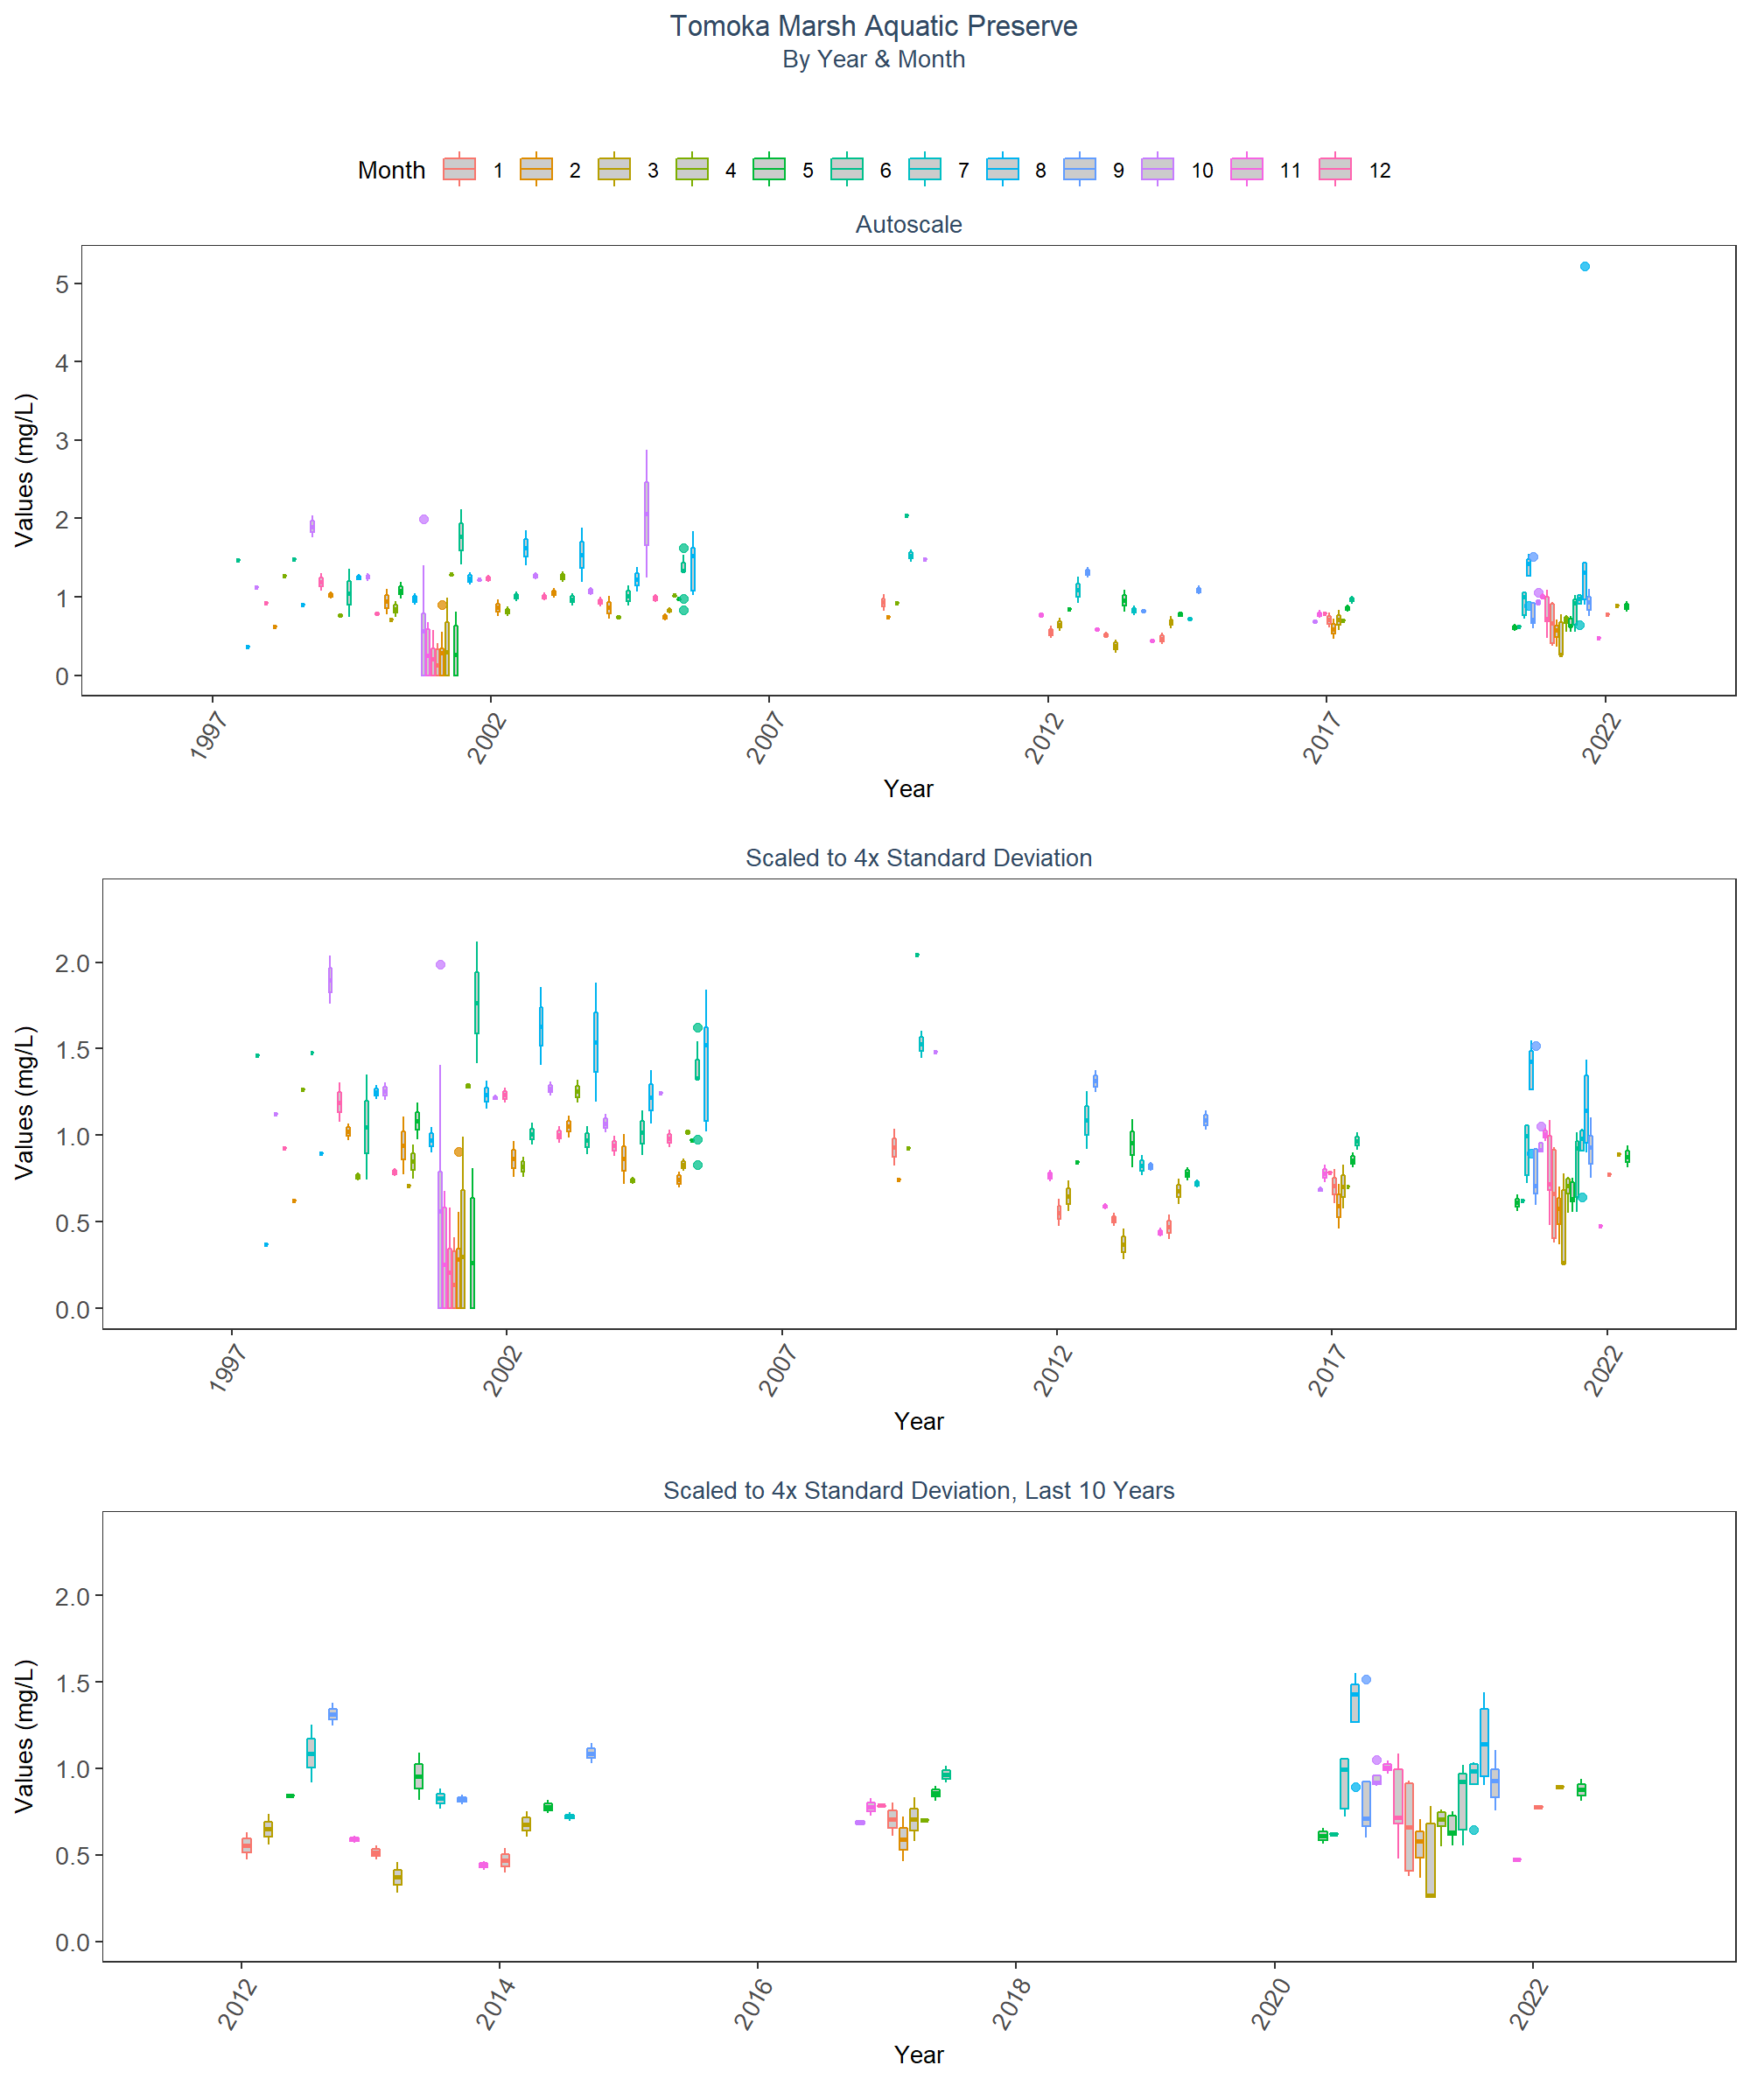 Tomoka Marsh Aquatic Preserve
By Year & Month
Month 1 2 3 4 5 6 7 8 9 10 11 12
Autoscale
Values (mg/L)
5
4
3
2
1
0
1997 2002 2007 2012 2017 2022
Year
Scaled to 4x Standard Deviation
Values (mg/L)
2.0
1.5
1.0
0.5
0.0
1997 2002 2007 2012 2017 2022
Year
Scaled to 4x Standard Deviation, Last 10 Years
Values (mg/L)
2.0
1.5
1.0
0.5
0.0
2012 2014 2016 2018 2020 2022
Year